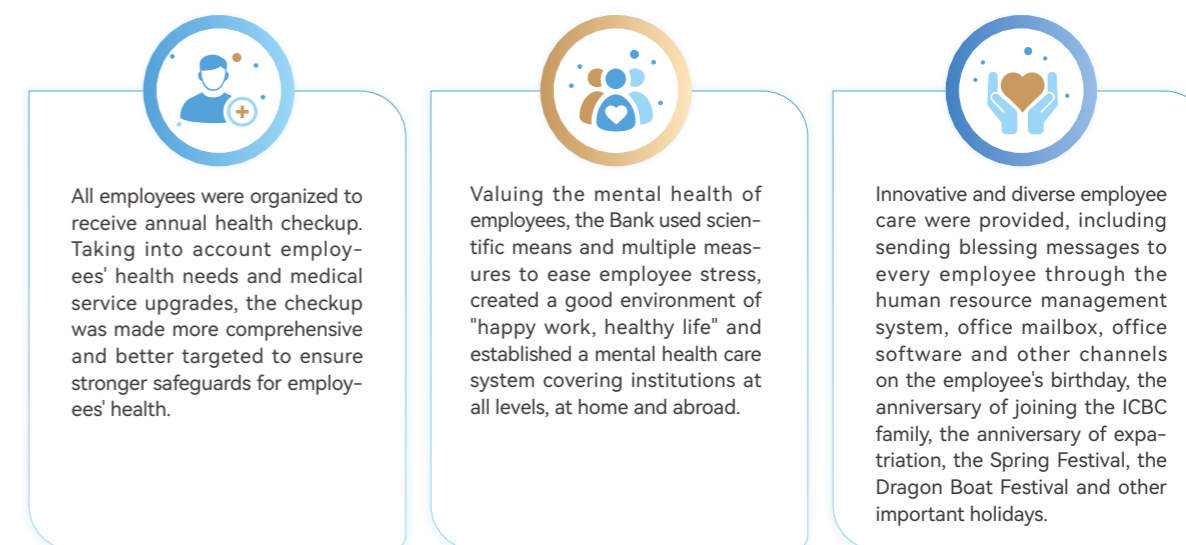 All employees were organized to
receive annual health checkup.
Taking into account employ-
ees' health needs and medical
service upgrades, the checkup
was made more comprehensive
and better targeted to ensure
stronger safeguards for employ-
ees' health.
Valuing the mental health of
employees, the Bank used scien-
tific means and multiple meas-
ures to ease employee stress,
created a good environment of
"happy work, healthy life" and
established a mental health care
system covering institutions at
all levels, at home and abroad.
Innovative and diverse employee
care were provided, including
sending blessing messages to
every employee through the
human resource management
system, office mailbox, office
software and other channels
on the employee's birthday, the
anniversary of joining the ICBC
family, the anniversary of expa-
triation, the Spring Festival, the
Dragon Boat Festival and other
important holidays.